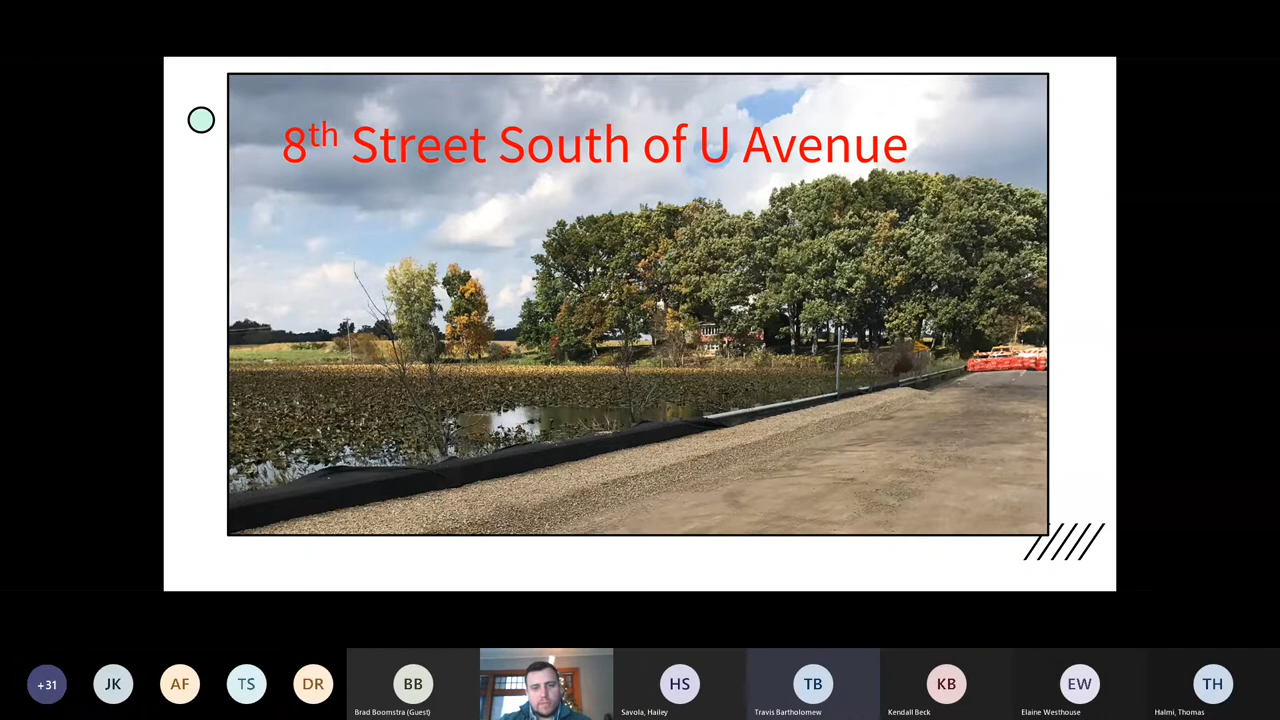 8th Street South of U Avenue
+31
JK
AF
TS
DR
BB
HS
TB
KB
EW
TH
Brad Boomstra (Guest)
Savola, Hailey
Travis Bartholomew
Kendall Beck
Elaine Westhouse
Halmi, Thomas